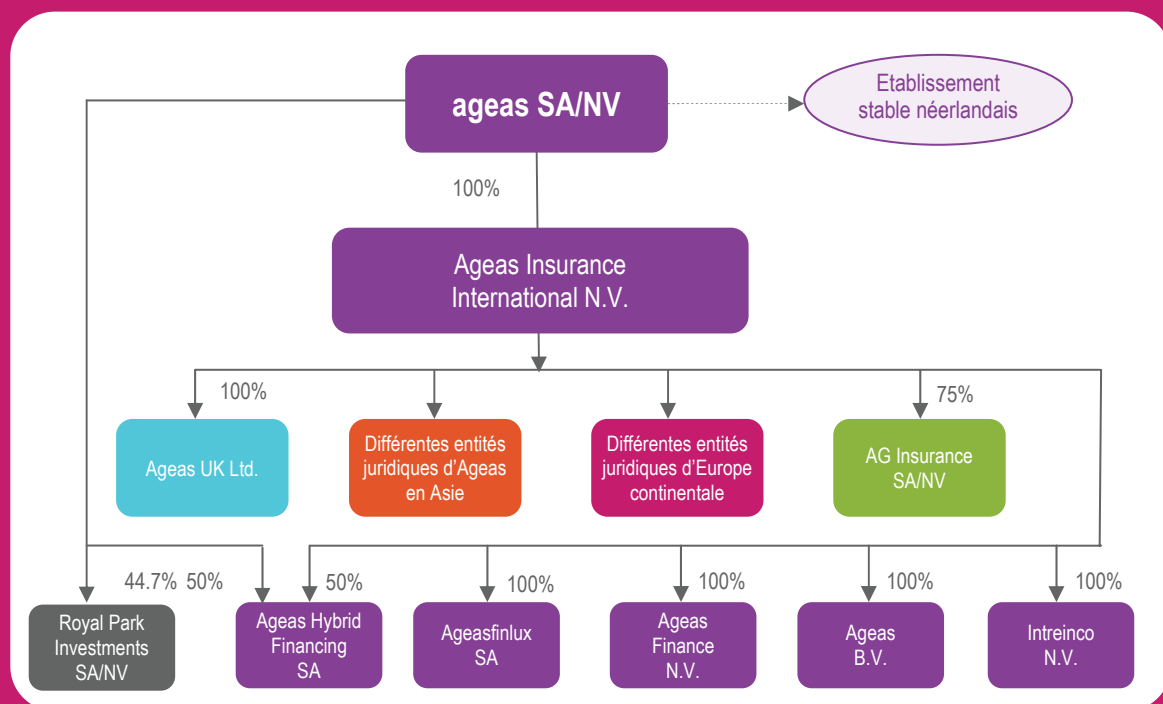 ageas SA/NV
Etablissement
stable néerlandais
100%
Ageas Insurance
International N.V.
100%
75%
Ageas UK Ltd.
Différentes entités
juridiques d'Ageas
en Asie
Différentes entités
juridiques d'Europe
continentale
AG Insurance
SA/NV
44.7% 50%
50%
100%
100%
100%
100%
Royal Park
Investments
SA/NV
Ageas Hybrid
Financing
SA
Ageasfinlux
SA
Ageas
Finance
N.V.
Ageas
B.V.
Intreinco
N.V.